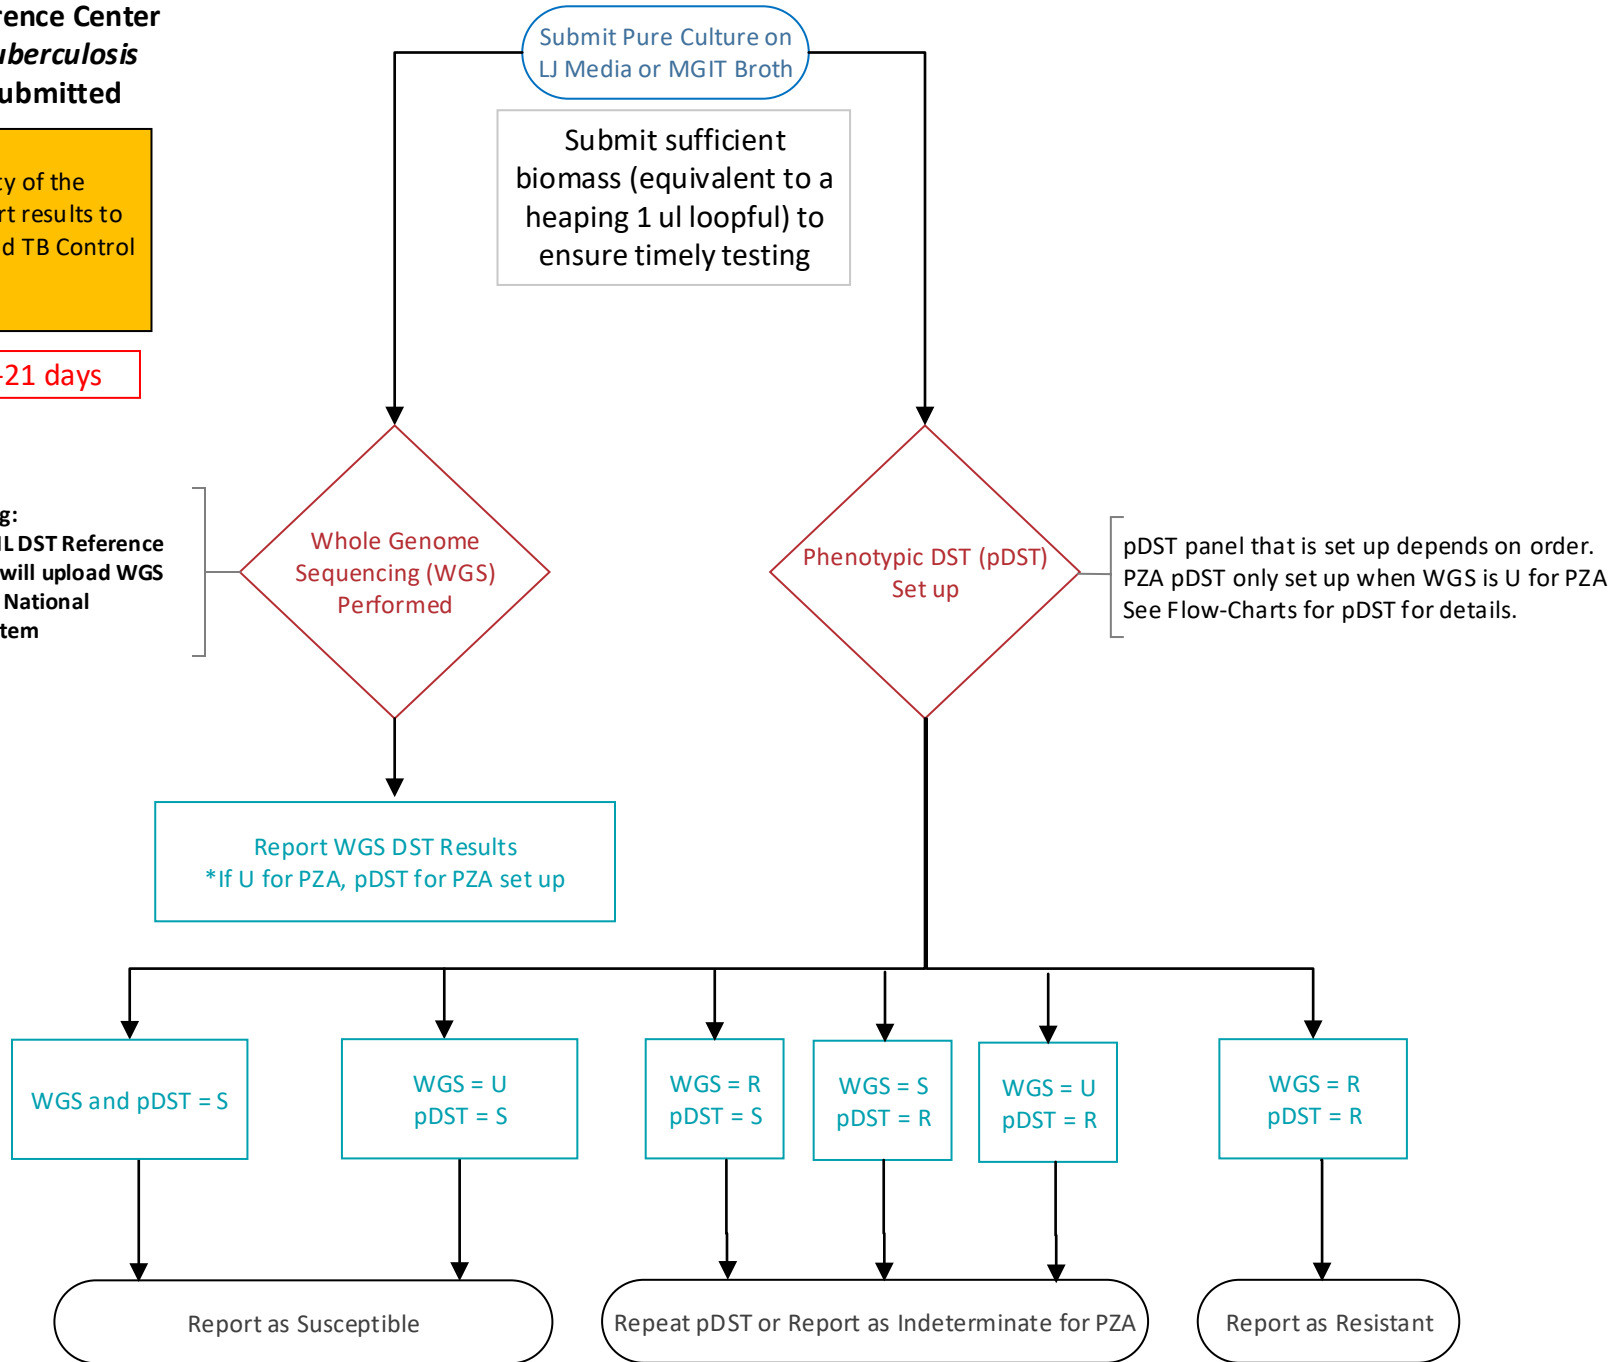 rence Center
uberculosis
ubmitted
Submit Pure Culture on
LJ Media or MGIT Broth
Submit sufficient
biomass (equivalent to a
heaping 1 ul loopful) to
ensure timely testing
ty of the
rt results to
d TB Control
-21 days
g:
IL DST Reference
will upload WGS
National
tem
Whole Genome
Sequencing (WGS)
Performed
Phenotypic DST (pDST)
Set up
pDST panel that is set up depends on order.
PZA pDST only set up when WGS is U for PZA
See Flow-Charts for pDST for details.
Report WGS DST Results
*If U for PZA, pDST for PZA set up
WGS and pDST = S
WGS = U
pDST = S
WGS = R
pDST = S
WGS = S
pDST = R
WGS = U
pDST = R
WGS = R
pDST = R
Report as Susceptible
Repeat pDST or Report as Indeterminate for PZA
Report as Resistant